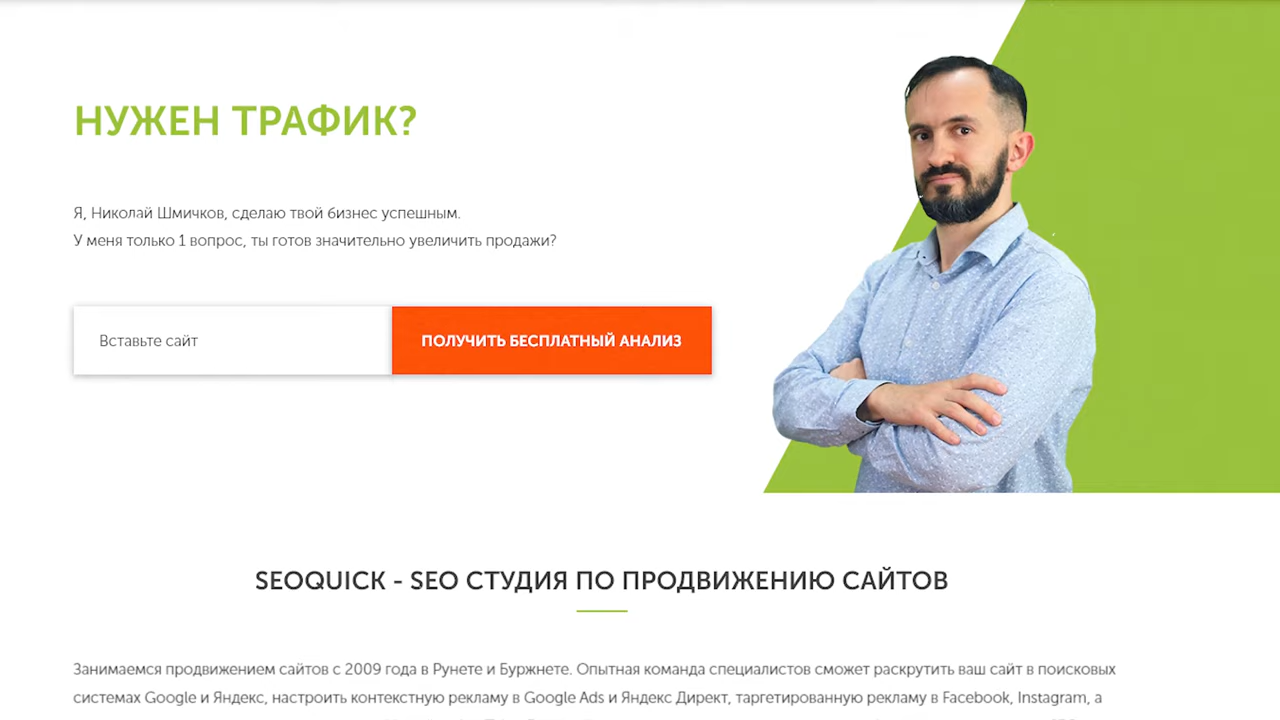 НУЖЕН ТРАФИК?
Я, Николай Шмичков, сделаю твой бизнес успешным.
У меня только 1 вопрос, ты готов значительно увеличить продажи?
Вставьте сайт
ПОЛУЧИТЬ БЕСПЛАТНЫЙ АНАЛИЗ
SEOQUICK - SEO СТУДИЯ ПО ПРОДВИЖЕНИЮ САЙТОВ
Занимаемся продвижением сайтов с 2009 года в Рунете и Буржнете. Опытная команда специалистов сможет раскрутить ваш сайт в поисковых
системах Google и Яндекс, настроить контекстную рекламу в Google Ads и Яндекс Директ, таргетированную рекламу в Facebook, Instagram, а